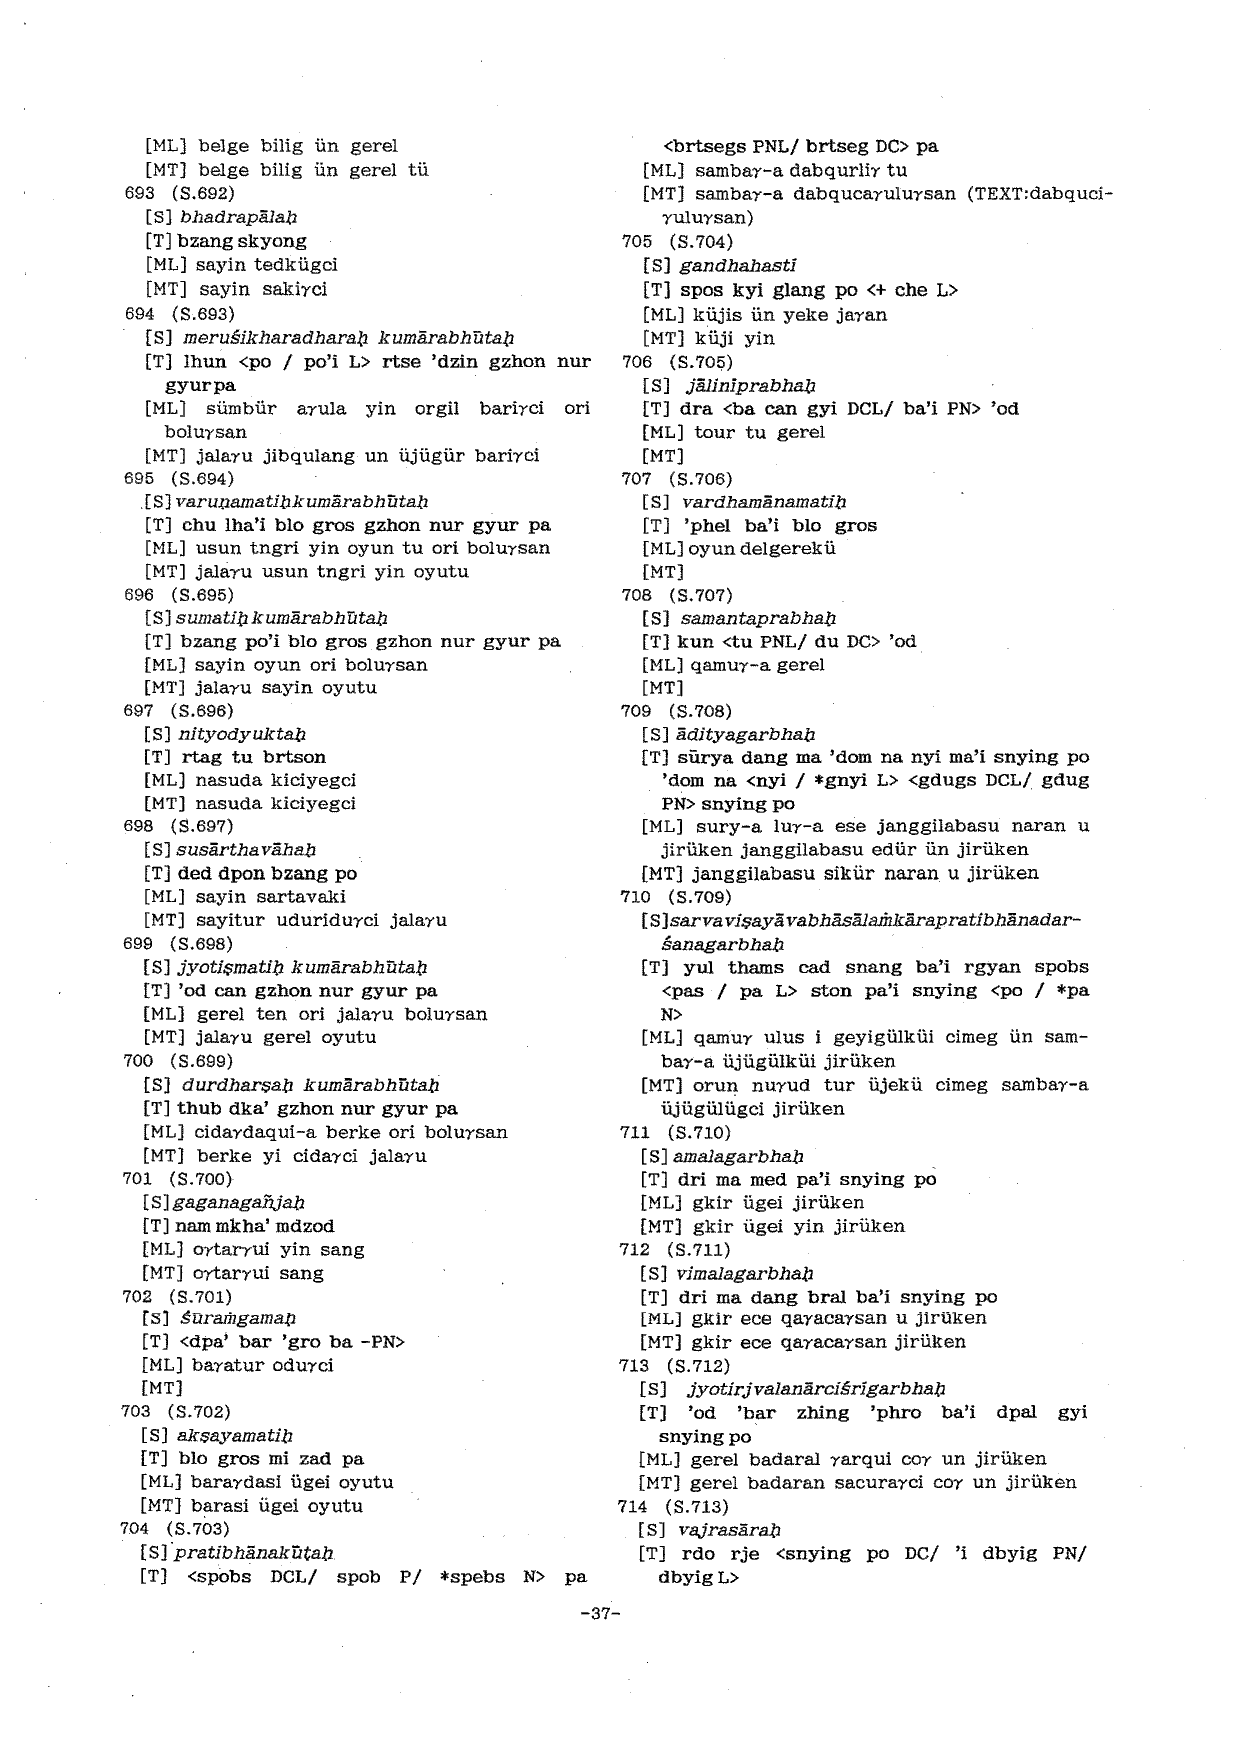 [ML] belge bilig ün gerel
[MT] belge bilig ün gerel tü
693 (S.692)
[S] bhadrapālaḥ
[T] bzang skyong
[ML] sayin tedkügci
[MT] sayin sakiγci
694 (S.693)
[S] meruśikharadharaḥ kumārabhūtaḥ
[T] lhun <po / po'i L> rtse 'dzin gzhon nur
gyur pa
[ML] sümbür aγula yin orgil bariγci ori
boluγsan
[MT] jalaγu jibqulang un üjügür bariγci
695 (S.694)
[S] varuṇamatiḥ kumārabhūtaḥ
[T] chu lha'i blo gros gzhon nur gyur pa
[ML] usun tngri yin oyun tu ori boluγsan
[MT] jalaγu usun tngri yin oyutu
696 (S.695)
[S] sumatiḥ kumārabhūtaḥ
[T] bzang po'i blo gros gzhon nur gyur pa
[ML] sayin oyun ori boluγsan
[MT] jalaγu sayin oyutu
697 (S.696)
[S] nityodyuktaḥ
[T] rtag tu brtson
[ML] nasuda kiciyegci
[MT] nasuda kiciyegci
698 (S.697)
[S] susārthavāhaḥ
[T] ded dpon bzang po
[ML] sayin sartavaki
[MT] sayitur uduriduγci jalaγu
699 (S.698)
[S] jyotiṣmatiḥ kumārabhūtaḥ
[T] 'od can gzhon nur gyur pa
[ML] gerel ten ori jalaγu boluγsan
[MT] jalaγu gerel oyutu
700 (S.699)
[S] durdharṣaḥ kumārabhūtaḥ
[T] thub dka' gzhon nur gyur pa
[ML] cidaγdaqui-a berke ori boluγsan
[MT] berke yi cidaγci jalaγu
701 (S.700)
[S] gaganagañjaḥ
[T] nam mkha' mdzod
[ML] oγtarγui yin sang
[MT] oγtarγui sang
702 (S.701)
[S] śūraṁgamaḥ
[T] <dpa' bar 'gro ba -PN>
[ML] baγatur oduγci
[MT]
703 (S.702)
[S] akṣayamatiḥ
[T] blo gros mi zad pa
[ML] baraγdasi ügei oyutu
[MT] barasi ügei oyutu
704 (S.703)
[S] pratibhānakūṭaḥ
[T] <spobs DCL/ spob P/ *spebs N> pa
<brtsegs PNL/ brtseg DC> pa
[ML] sambaγ-a dabqurliγ tu
[MT] sambaγ-a dabqucaγuluγsan (TEXT:dabquci-
γuluγsan)
705 (S.704)
[S] gandhahasti
[T] spos kyi glang po <+ che L>
[ML] küjis ün yeke jaγan
[MT] küji yin
706 (S.705)
[S] jāliniprabhaḥ
[T] dra <ba can gyi DCL/ ba'i PN> 'od
[ML] tour tu gerel
[MT]
707 (S.706)
[S] vardhamānamatiḥ
[T] 'phel ba'i blo gros
[ML] oyun delgerekü
[MT]
708 (S.707)
[S] samantaprabhaḥ
[T] kun <tu PNL/ du DC> 'od
[ML] qamuγ-a gerel
[MT]
709 (S.708)
[S] ādityagarbhaḥ
[T] sūrya dang ma 'dom na nyi ma'i snying po
'dom na <nyi / *gnyi L> <gdugs DCL/ gdug
PN> snying po
[ML] sury-a luγ-a ese janggilabasu naran u
jirüken janggilabasu edür ün jirüken
[MT] janggilabasu sikür naran u jirüken
710 (S.709)
[S] sarvaviṣayāvabhāsālaṁkārapratibhānadar-
śanagarbhaḥ
[T] yul thams cad snang ba'i rgyan spobs
<pas / pa L> ston pa'i snying <po / *pa
N>
[ML] qamuγ ulus i geyigülküi cimeg ün sam-
baγ-a üjügülküi jirüken
[MT] orun nuγud tur üjekü cimeg sambaγ-a
üjügülügci jirüken
711 (S.710)
[S] amalagarbhaḥ
[T] dri ma med pa'i snying po
[ML] gkir ügei jirüken
[MT] gkir ügei yin jirüken
712 (S.711)
[S] vimalagarbhaḥ
[T] dri ma dang bral ba'i snying po
[ML] gkir ece qaγacaγsan u jirüken
[MT] gkir ece qaγacaγsan jirüken
713 (S.712)
[S] jyotirjvalanārciśrīgarbhaḥ
[T] 'od 'bar zhing 'phro ba'i dpal gyi
snying po
[ML] gerel badaral γarqui coγ un jirüken
[MT] gerel badaran sacuraγci coγ un jirüken
714 (S.713)
[S] vajrasāraḥ
[T] rdo rje <snying po DC/ 'i dbyig PN/
dbyig L>
-37-